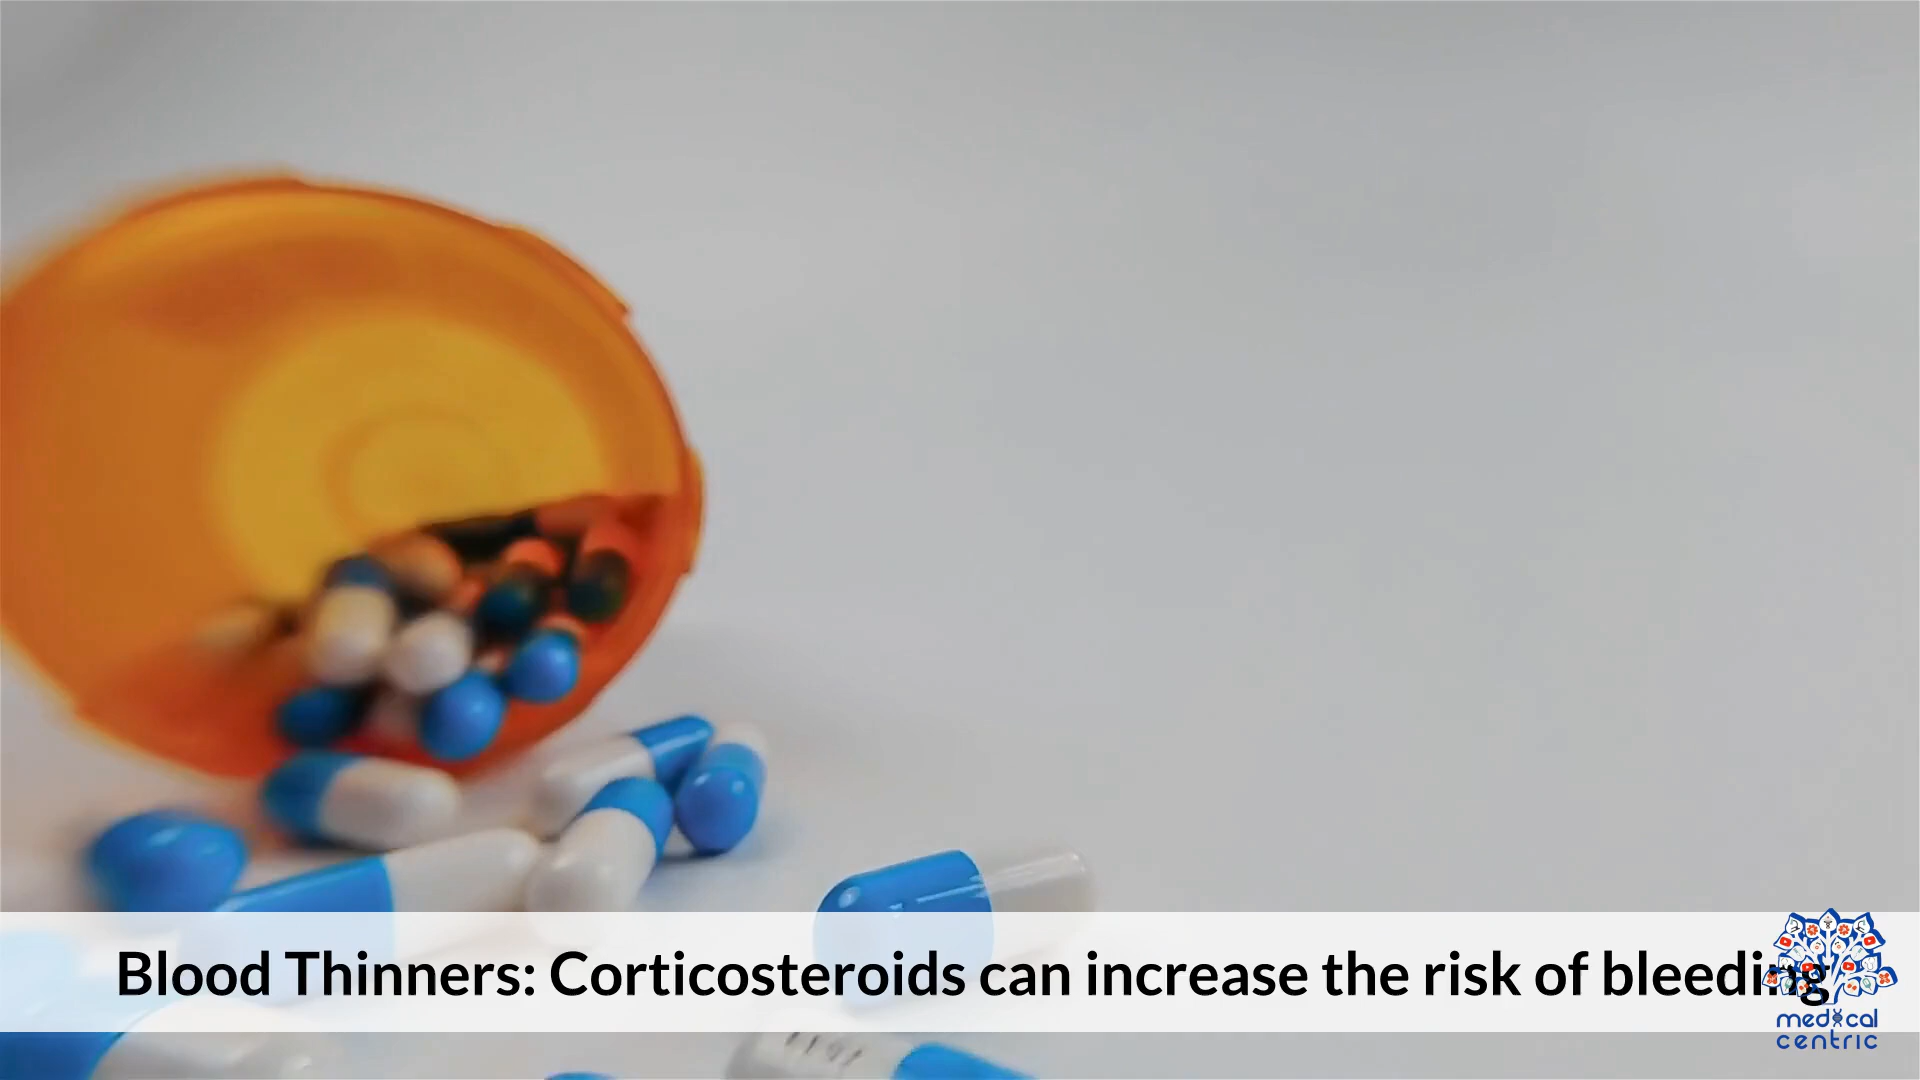 Blood Thinners: Corticosteroids can increase the risk of bleeding
medical
centric